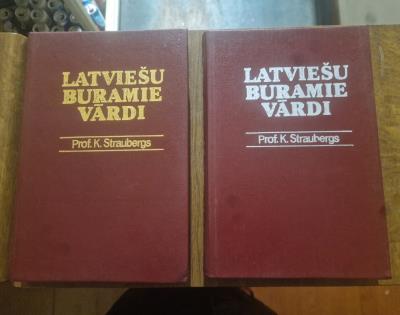 LATVIEŠU
BURAMIE
VĀRDI
Prof. K. Straubergs
LATVIEŠU
BURAMIE
VĀRDI
Prof. K. Straubergs